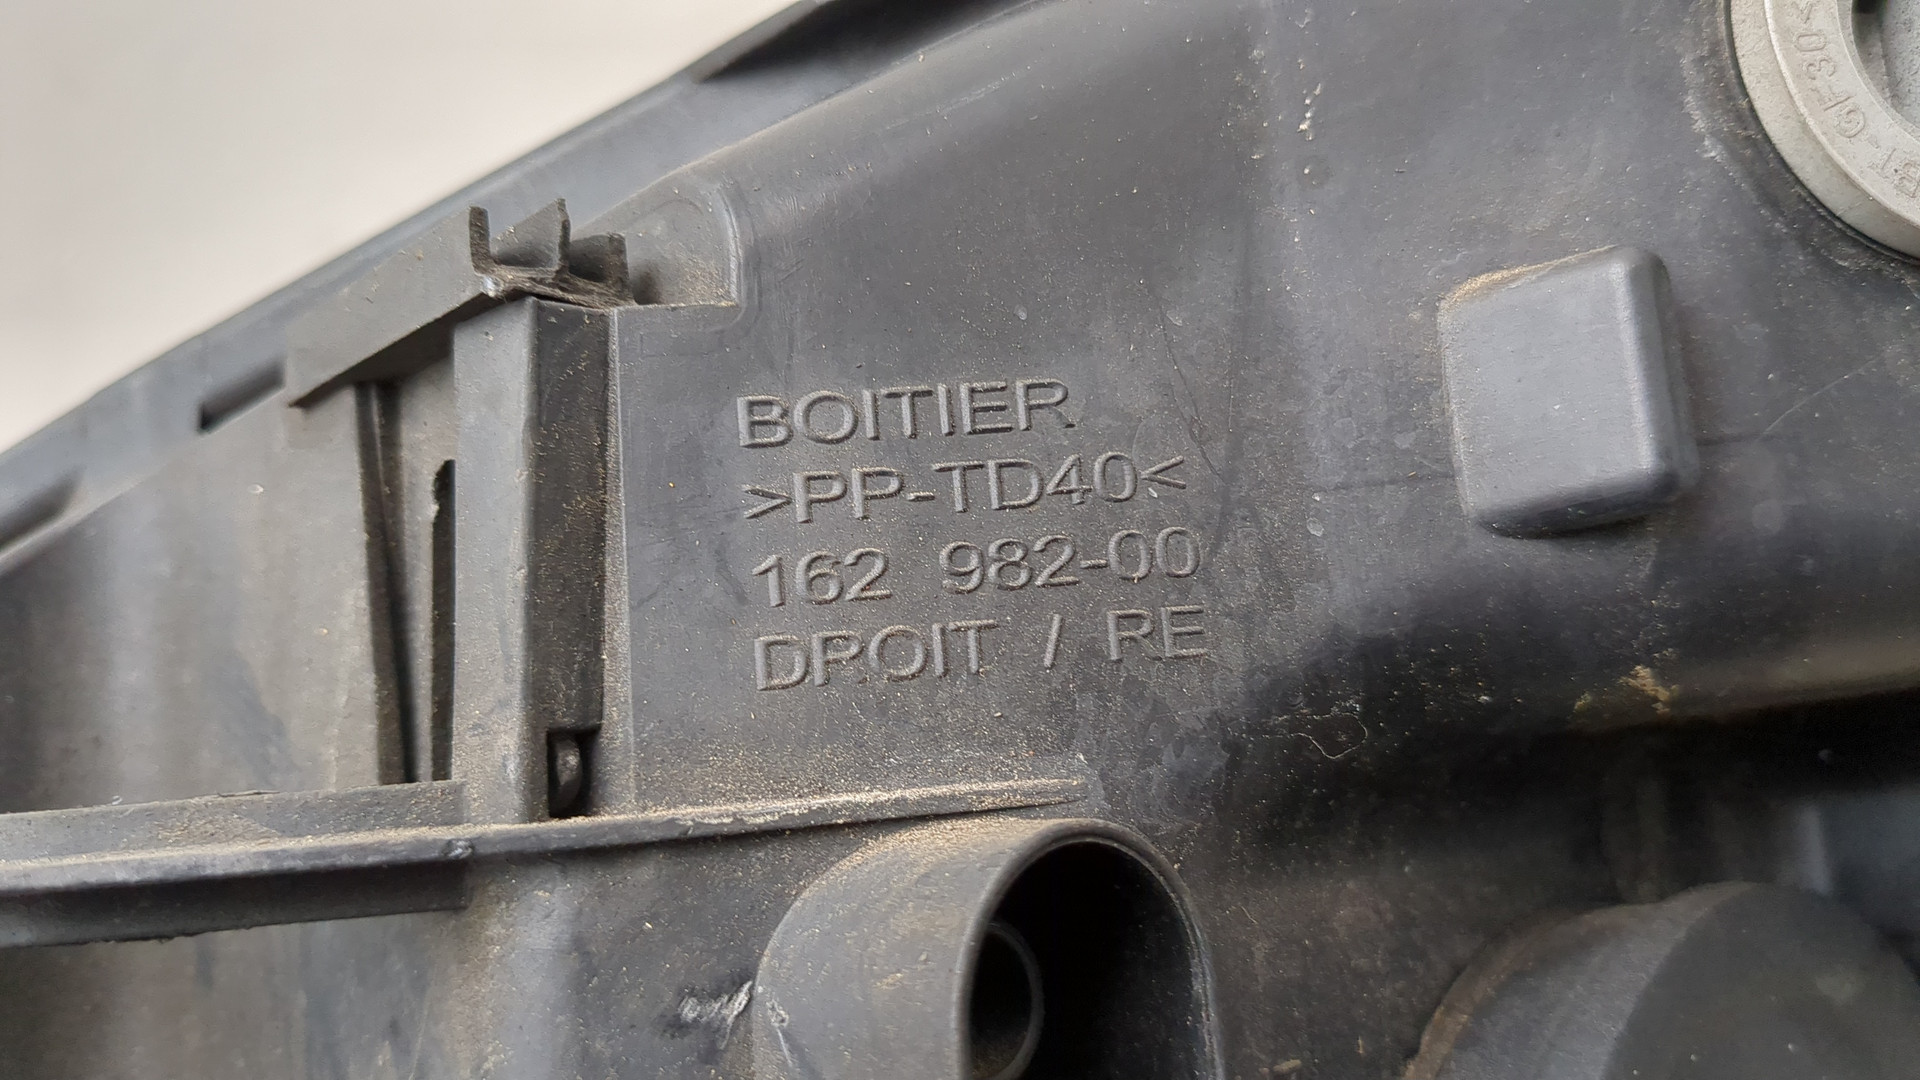 BOITIER
>PP-TD40<
162 982-00
DROIT / RE